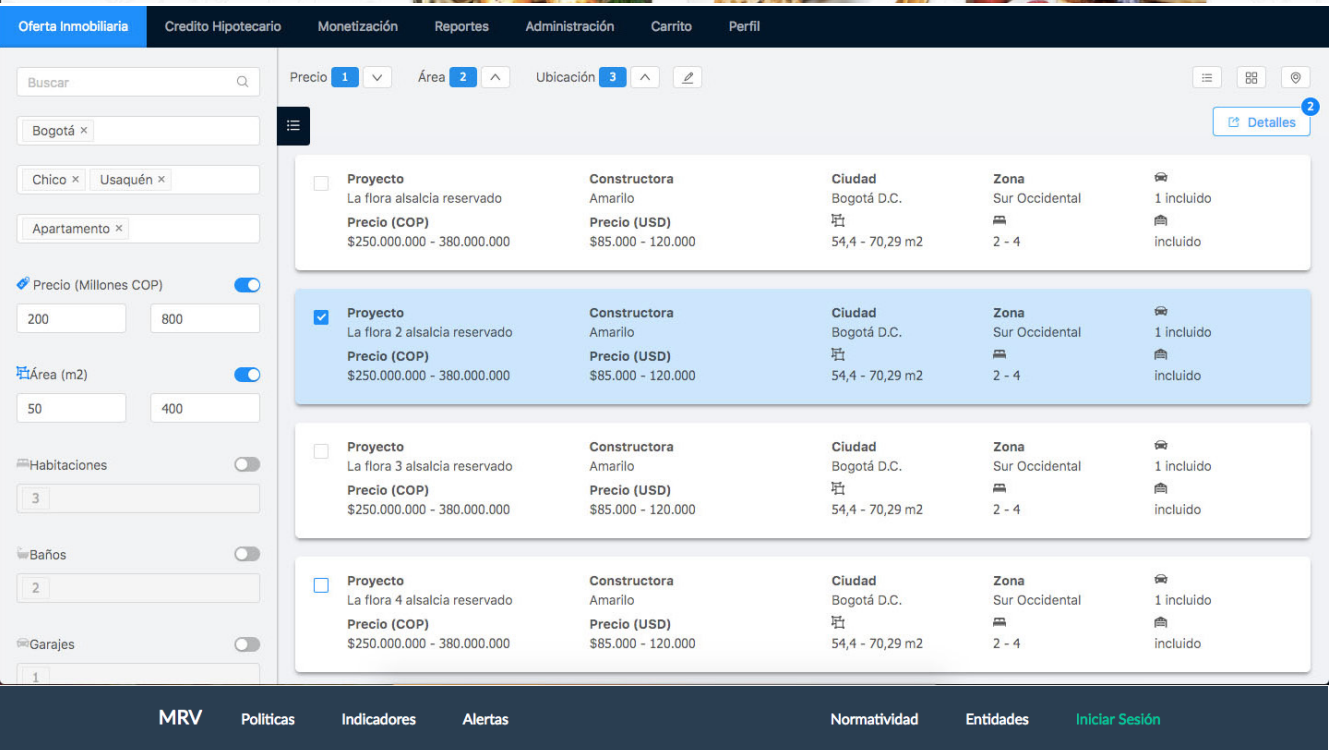 Oferta Inmobiliaria Credito Hipotecario Monetización Reportes Administración Carrito Perfil
Buscar
Bogotá ×
Chico × Usaquén ×
Apartamento ×
Precio (Millones COP)
200 800
Área (m2)
50 400
Habitaciones
3
Baños
2
Garajes
1
Precio 1 Área 2 Ubicación 3
2
Detalles
Proyecto Constructora Ciudad Zona
La flora alsalcia reservado Amarilo Bogotá D.C. Sur Occidental 1 incluido
Precio (COP) Precio (USD)
$250.000.000 - 380.000.000 $85.000 - 120.000 54,4 - 70,29 m2 2 - 4 incluido
Proyecto Constructora Ciudad Zona
La flora 2 alsalcia reservado Amarilo Bogotá D.C. Sur Occidental 1 incluido
Precio (COP) Precio (USD)
$250.000.000 - 380.000.000 $85.000 - 120.000 54,4 - 70,29 m2 2 - 4 incluido
Proyecto Constructora Ciudad Zona
La flora 3 alsalcia reservado Amarilo Bogotá D.C. Sur Occidental 1 incluido
Precio (COP) Precio (USD)
$250.000.000 - 380.000.000 $85.000 - 120.000 54,4 - 70,29 m2 2 - 4 incluido
Proyecto Constructora Ciudad Zona
La flora 4 alsalcia reservado Amarilo Bogotá D.C. Sur Occidental 1 incluido
Precio (COP) Precio (USD)
$250.000.000 - 380.000.000 $85.000 - 120.000 54,4 - 70,29 m2 2 - 4 incluido
MRV Politicas Indicadores Alertas Normatividad Entidades Iniciar Sesión